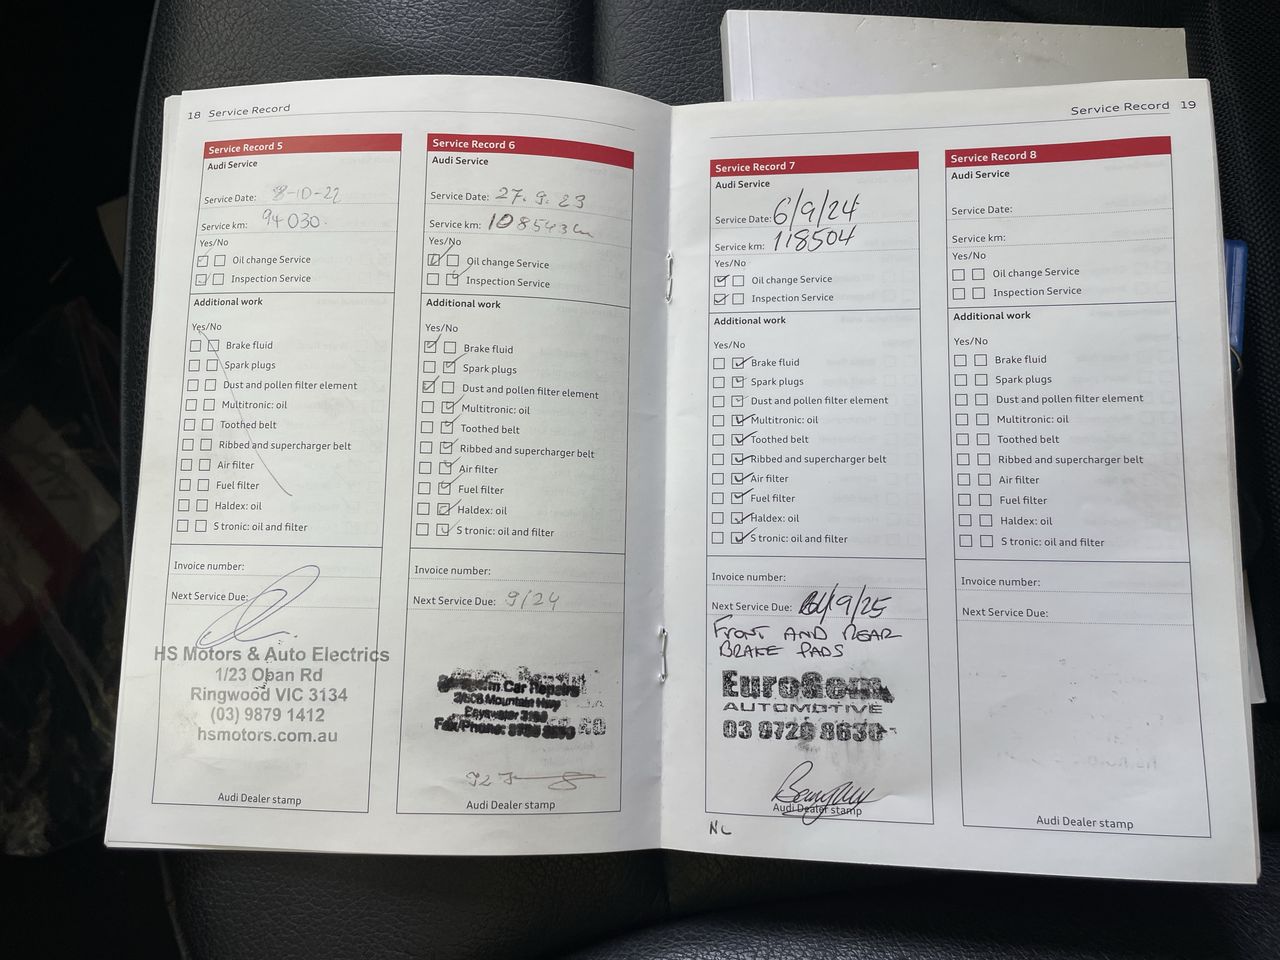 18 Service Record
Service Record 5
Audi Service
Service Date: 8-10-22
Service km: 94030.
Yes/No
Oil change Service
Inspection Service
Additional work
Yes/No
Brake fluid
Spark plugs
Dust and pollen filter element
Multitronic: oil
Toothed belt
Ribbed and supercharger belt
Air filter
Fuel filter
Haldex: oil
S tronic: oil and filter
Invoice number:
Next Service Due:
HS Motors & Auto Electrics
1/23 Oban Rd
Ringwood VIC 3134
(03) 9879 1412
hsmotors.com.au
Audi Dealer stamp
Service Record 6
Audi Service
Service Date: 27.9.23
Service km: 108543km
Yes/No
Oil change Service
Inspection Service
Additional work
Yes/No
Brake fluid
Spark plugs
Dust and pollen filter element
Multitronic: oil
Toothed belt
Ribbed and supercharger belt
Air filter
Fuel filter
Haldex: oil
S tronic: oil and filter
Invoice number:
Next Service Due: 9/24
Car Repairs
Mountain Hwy
Bayswater
Fax/Phone:
Audi Dealer stamp
Service Record 19
Service Record 7
Audi Service
Service Date: 6/9/24
Service km: 118504
Yes/No
Oil change Service
Inspection Service
Additional work
Yes/No
Brake fluid
Spark plugs
Dust and pollen filter element
Multitronic: oil
Toothed belt
Ribbed and supercharger belt
Air filter
Fuel filter
Haldex: oil
S tronic: oil and filter
Invoice number:
Next Service Due: /9/25
FRONT AND REAR
BRAKE PADS
EuroGem
AUTOMOTIVE
03 9720 8630
Audi Dealer stamp
NL
Service Record 8
Audi Service
Service Date:
Service km:
Yes/No
Oil change Service
Inspection Service
Additional work
Yes/No
Brake fluid
Spark plugs
Dust and pollen filter element
Multitronic: oil
Toothed belt
Ribbed and supercharger belt
Air filter
Fuel filter
Haldex: oil
S tronic: oil and filter
Invoice number:
Next Service Due:
Audi Dealer stamp